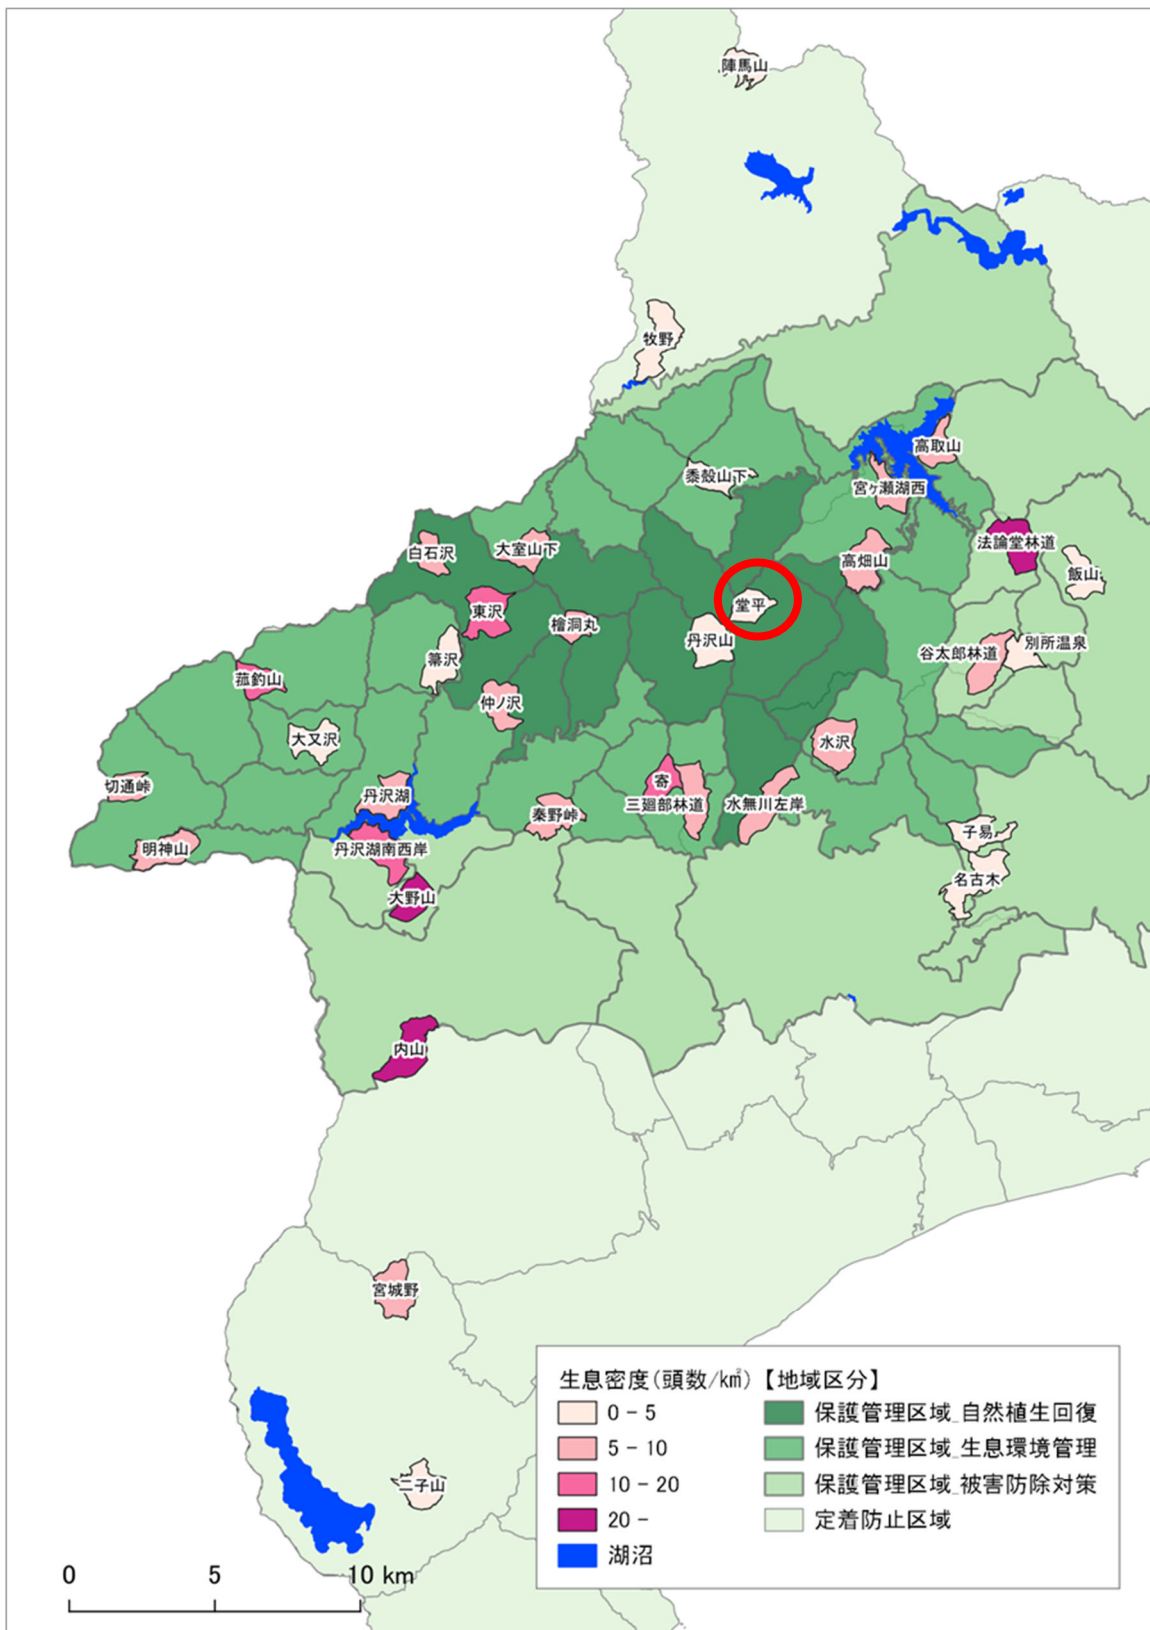 陣馬山
牧野
高取山
黍殻山下
宮ヶ瀬湖西
法論堂林道
白石沢
大室山下
高畑山
飯山
東沢
檜洞丸
堂平
丹沢山
箒沢
谷太郎林道
別所温泉
菰釣山
仲ノ沢
大又沢
水沢
切通峠
丹沢湖
寄
三廻部林道
水無川左岸
秦野峠
子易
明神山
丹沢湖南西岸
名古木
大野山
内山
宮城野
二子山
生息密度(頭数/k㎡)
0 - 5
5 - 10
10 - 20
20 -
湖沼
【地域区分】
保護管理区域_自然植生回復
保護管理区域_生息環境管理
保護管理区域_被害防除対策
定着防止区域
0 5 10 km